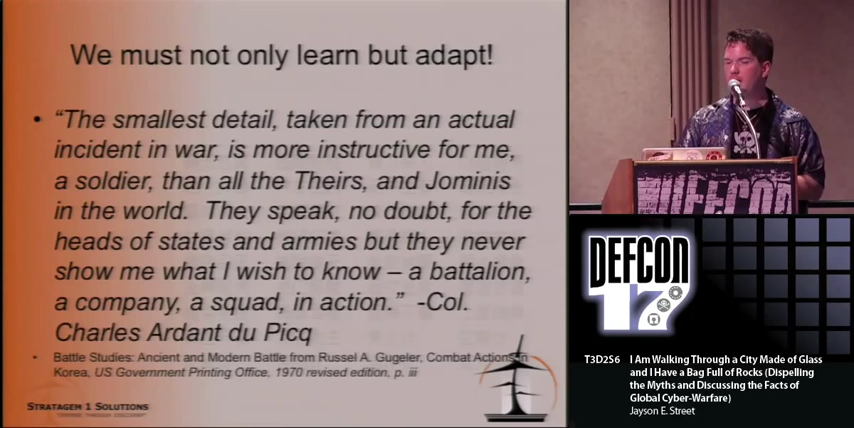 We must not only learn but adapt!
• “The smallest detail, taken from an actual
incident in war, is more instructive for me,
a soldier, than all the Theirs, and Jominis
in the world. They speak, no doubt, for the
heads of states and armies but they never
show me what I wish to know – a battalion,
a company, a squad, in action.” -Col.
Charles Ardant du Picq
• Battle Studies: Ancient and Modern Battle from Russel A. Gugeler, Combat Actions in
Korea, US Government Printing Office, 1970 revised edition, p. iii
STRATAGEM 1 SOLUTIONS
DEFCON
DEFCON
17
T3D2S6 I Am Walking Through a City Made of Glass
and I Have a Bag Full of Rocks (Dispelling
the Myths and Discussing the Facts of
Global Cyber-Warfare)
Jayson E. Street